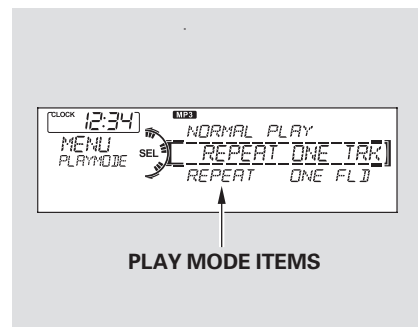 CLOCK 12:34
MP3
NORMAL PLAY
MENU
SEL
REPEAT ONE TRK
PLAYMODE
REPEAT ONE FLD
PLAY MODE ITEMS